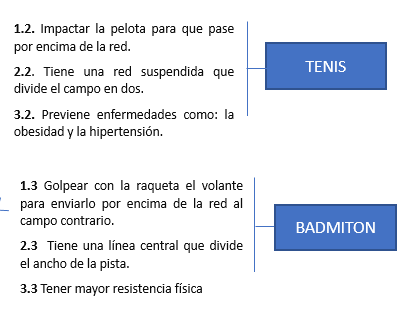 1.2. Impactar la pelota para que pase
por encima de la red.
2.2. Tiene una red suspendida que
divide el campo en dos.
3.2. Previene enfermedades como: la
obesidad y la hipertensión.
TENIS
1.3 Golpear con la raqueta el volante
para enviarlo por encima de la red al
campo contrario.
2.3 Tiene una línea central que divide
el ancho de la pista.
3.3 Tener mayor resistencia física
BADMITON